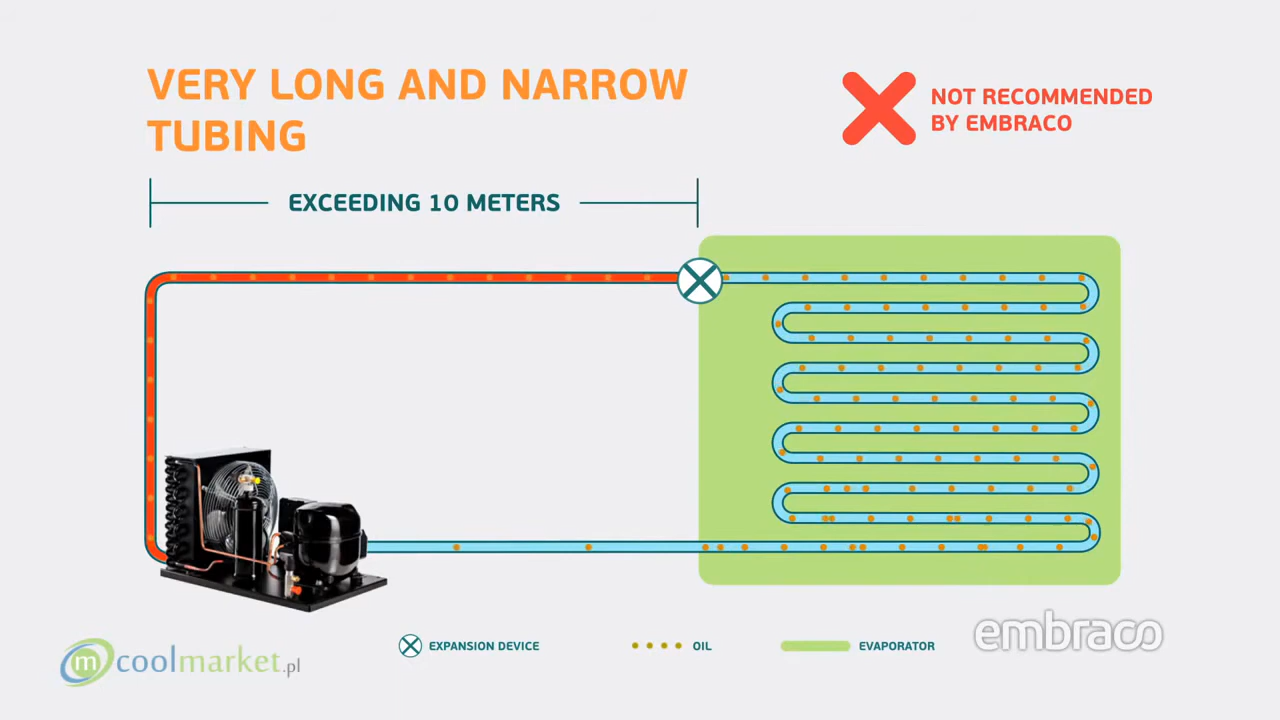 VERY LONG AND NARROW
TUBING
NOT RECOMMENDED
BY EMBRACO
EXCEEDING 10 METERS
EXPANSION DEVICE
OIL
EVAPORATOR
embraco
m coolmarket.pl